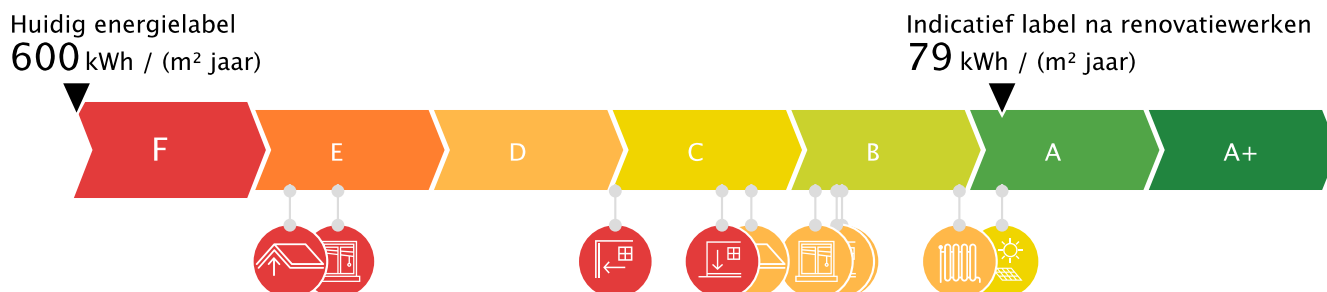 Huidig energielabel
600 kWh / (m² jaar)
Indicatief label na renovatiewerken
79 kWh / (m² jaar)
F E D C B A A+